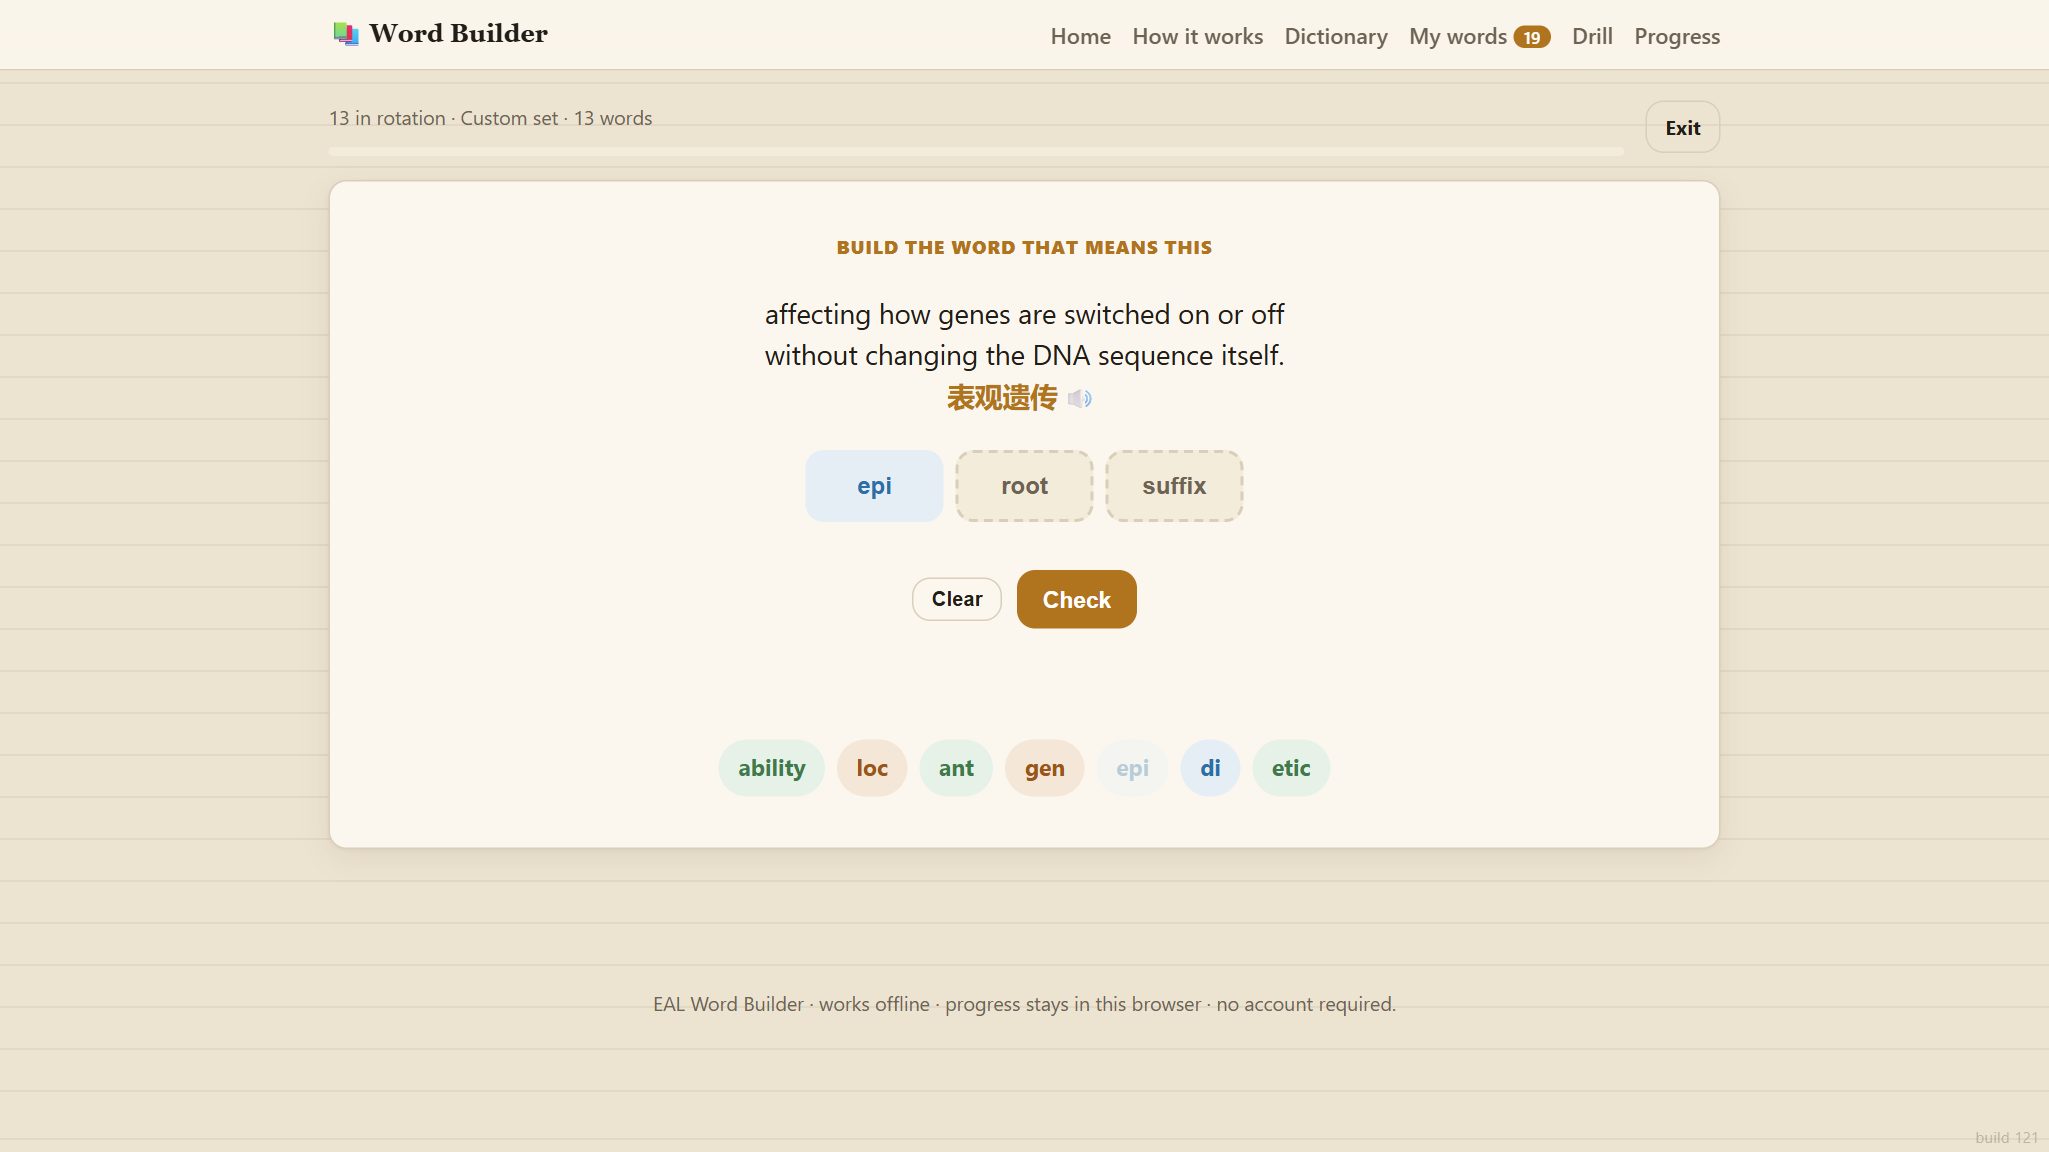 Word Builder
Home How it works Dictionary My words 19 Drill Progress
13 in rotation · Custom set · 13 words
Exit
BUILD THE WORD THAT MEANS THIS
affecting how genes are switched on or off
without changing the DNA sequence itself.
表观遗传
epi root suffix
Clear Check
ability loc ant gen epi di etic
EAL Word Builder · works offline · progress stays in this browser · no account required.
build 121